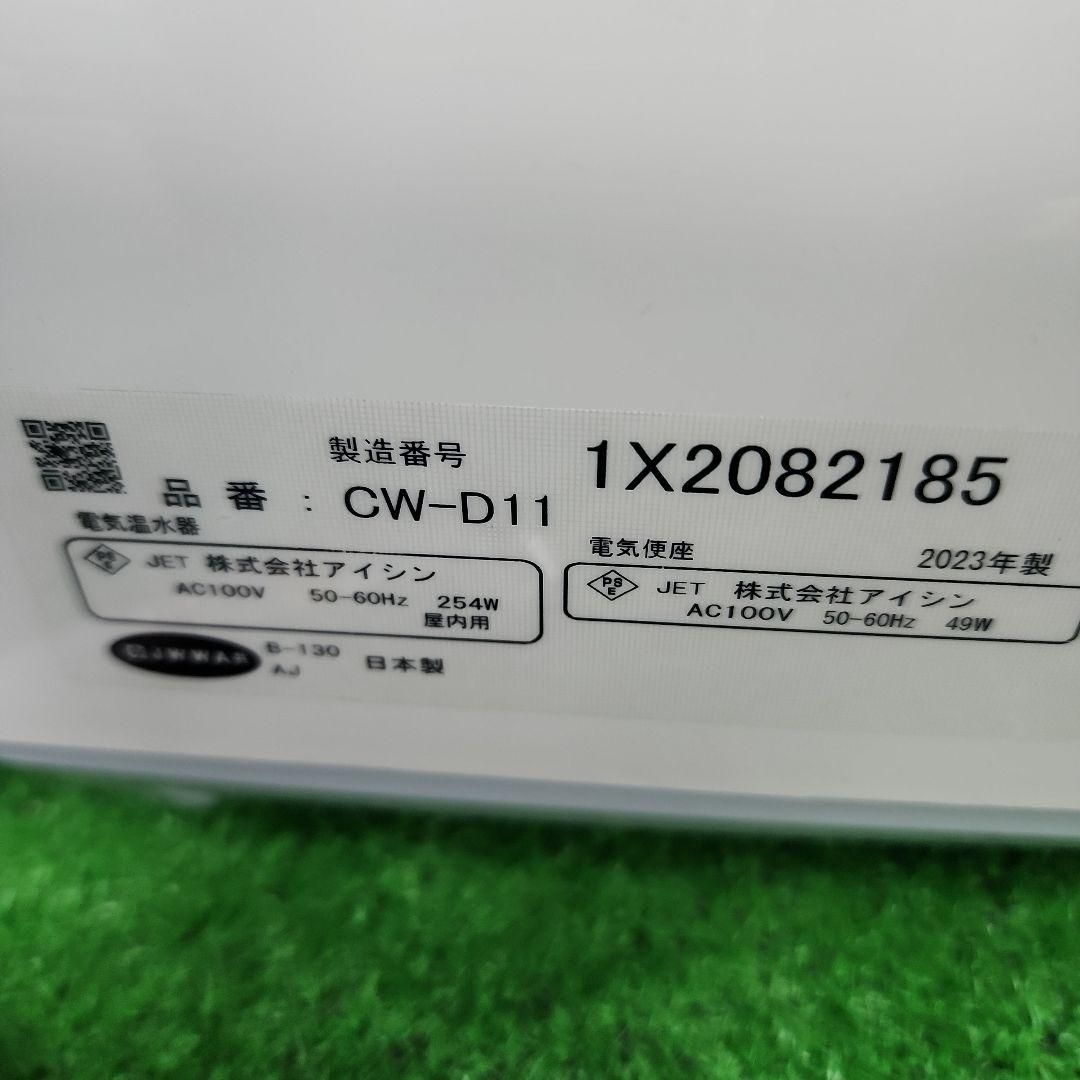 製造番号 1X2082185
品 番 : CW-D11
電気温水器
PS E JET 株式会社アイシン
AC100V 50-60Hz 254W
屋内用
電気便座 2023年製
PS E JET 株式会社アイシン
AC100V 50-60Hz 49W
B-130
AJ
日本製